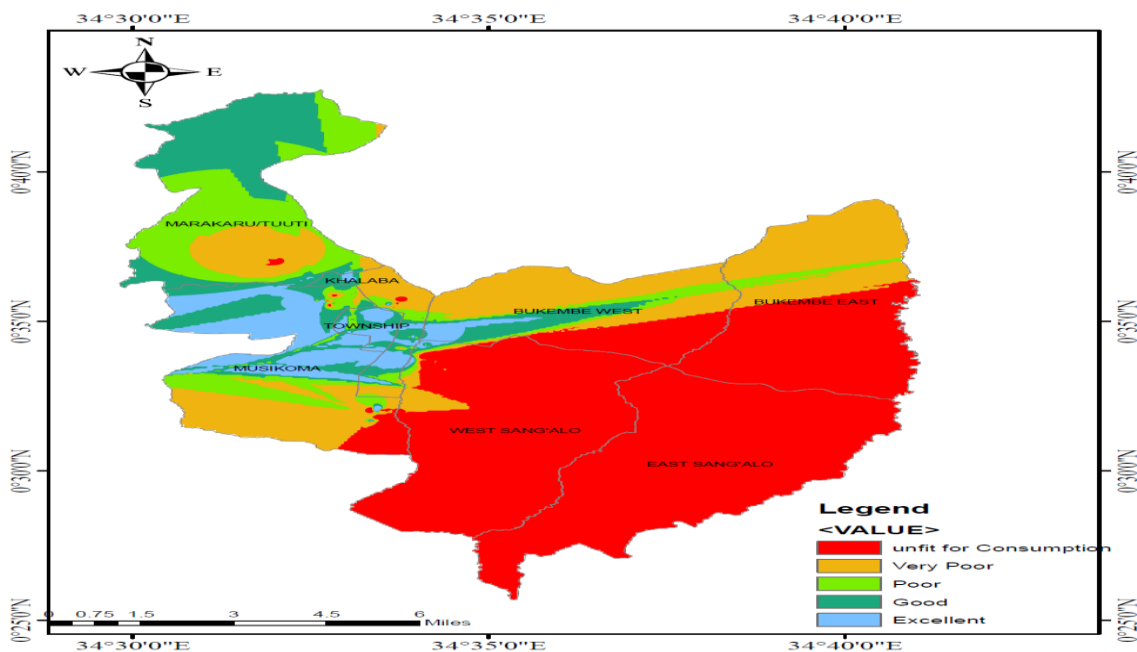 34°30'0"E 34°35'0"E 34°40'0"E
N
W E
S
0°40'0"N 0°40'0"N
MARAKARU/TUUTI
KHALABA
BUKEMBE EAST
BUKEMBE WEST
0°35'0"N 0°35'0"N
TOWNSHIP
MUSIKOMA
WEST SANG'ALO
EAST SANG'ALO
0°30'0"N 0°30'0"N
Legend
<VALUE>
unfit for Consumption
Very Poor
Poor
Good
Excellent
0 0.75 1.5 3 4.5 6
Miles
0°25'0"N 0°25'0"N
34°30'0"E 34°35'0"E 34°40'0"E